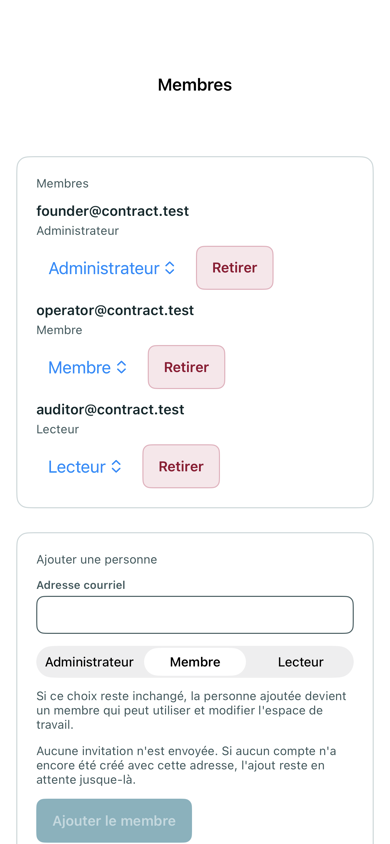 Membres
Membres
founder@contract.test
Administrateur
Administrateur
Retirer
operator@contract.test
Membre
Membre
Retirer
auditor@contract.test
Lecteur
Lecteur
Retirer
Ajouter une personne
Adresse courriel
Administrateur
Membre
Lecteur
Si ce choix reste inchangé, la personne ajoutée devient
un membre qui peut utiliser et modifier l'espace de
travail.
Aucune invitation n'est envoyée. Si aucun compte n'a
encore été créé avec cette adresse, l'ajout reste en
attente jusque-là.
Ajouter le membre